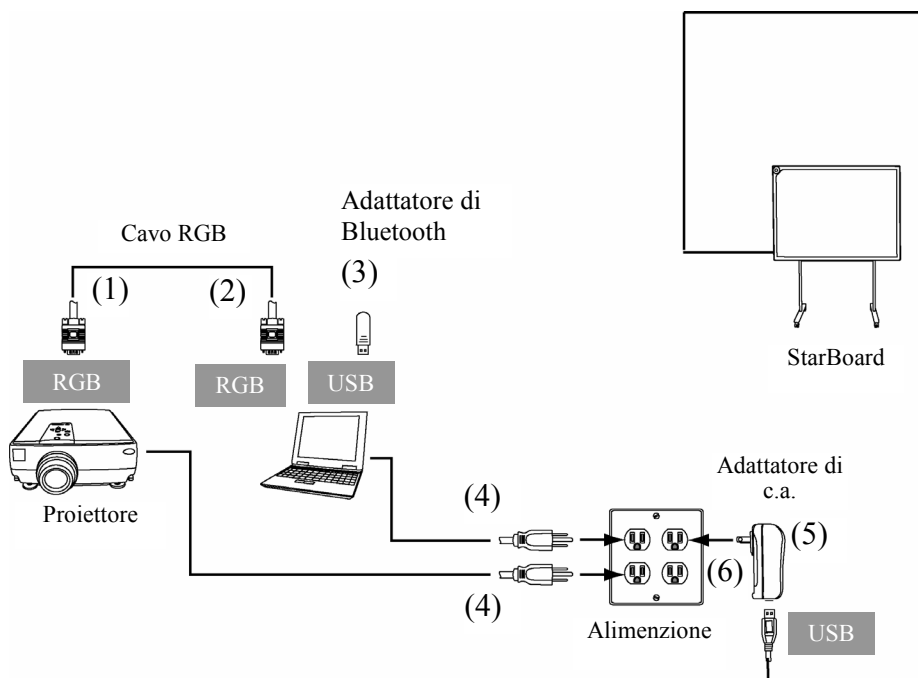 Adattatore di
Bluetooth
Cavo RGB
(1)
(2)
(3)
StarBoard
RGB
RGB
USB
Proiettore
(4)
Adattatore di
c.a.
(5)
(6)
(4)
Alimenzione
USB